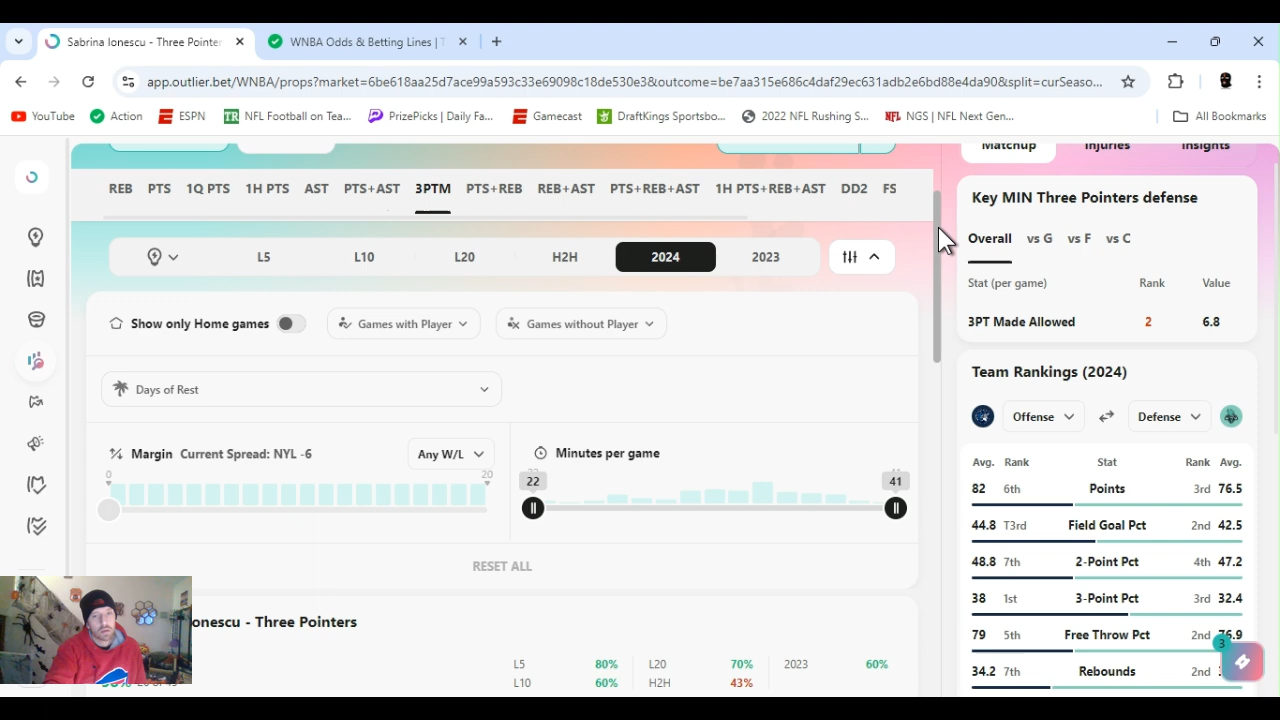 Sabrina Ionescu - Three Pointer
WNBA Odds & Betting Lines | T
app.outlier.bet/WNBA/props?market=6be618aa25d7ace99a593c33e69098c18de530e3&outcome=be7aa315e686c4daf29ec631adb2e6bd88e4da90&split=curSeaso...
YouTube
Action
ESPN
NFL Football on Tea...
PrizePicks | Daily Fa...
Gamecast
DraftKings Sportsbo...
2022 NFL Rushing S...
NGS | NFL Next Gen...
All Bookmarks
Matchup
Injuries
Insights
REB PTS 1Q PTS 1H PTS AST PTS+AST 3PTM PTS+REB REB+AST PTS+REB+AST 1H PTS+REB+AST DD2 FS
L5 L10 L20 H2H 2024 2023
Show only Home games
Games with Player
Games without Player
Days of Rest
Margin Current Spread: NYL -6
Any W/L
0 20
Minutes per game
22 41
RESET ALL
onescu - Three Pointers
L5 80% L20 70% 2023 60%
L10 60% H2H 43%
Key MIN Three Pointers defense
Overall vs G vs F vs C
Stat (per game) Rank Value
3PT Made Allowed 2 6.8
Team Rankings (2024)
Offense Defense
Avg. Rank Stat Rank Avg.
82 6th Points 3rd 76.5
44.8 T3rd Field Goal Pct 2nd 42.5
48.8 7th 2-Point Pct 4th 47.2
38 1st 3-Point Pct 3rd 32.4
79 5th Free Throw Pct 2nd 76.9
3
34.2 7th Rebounds 2nd